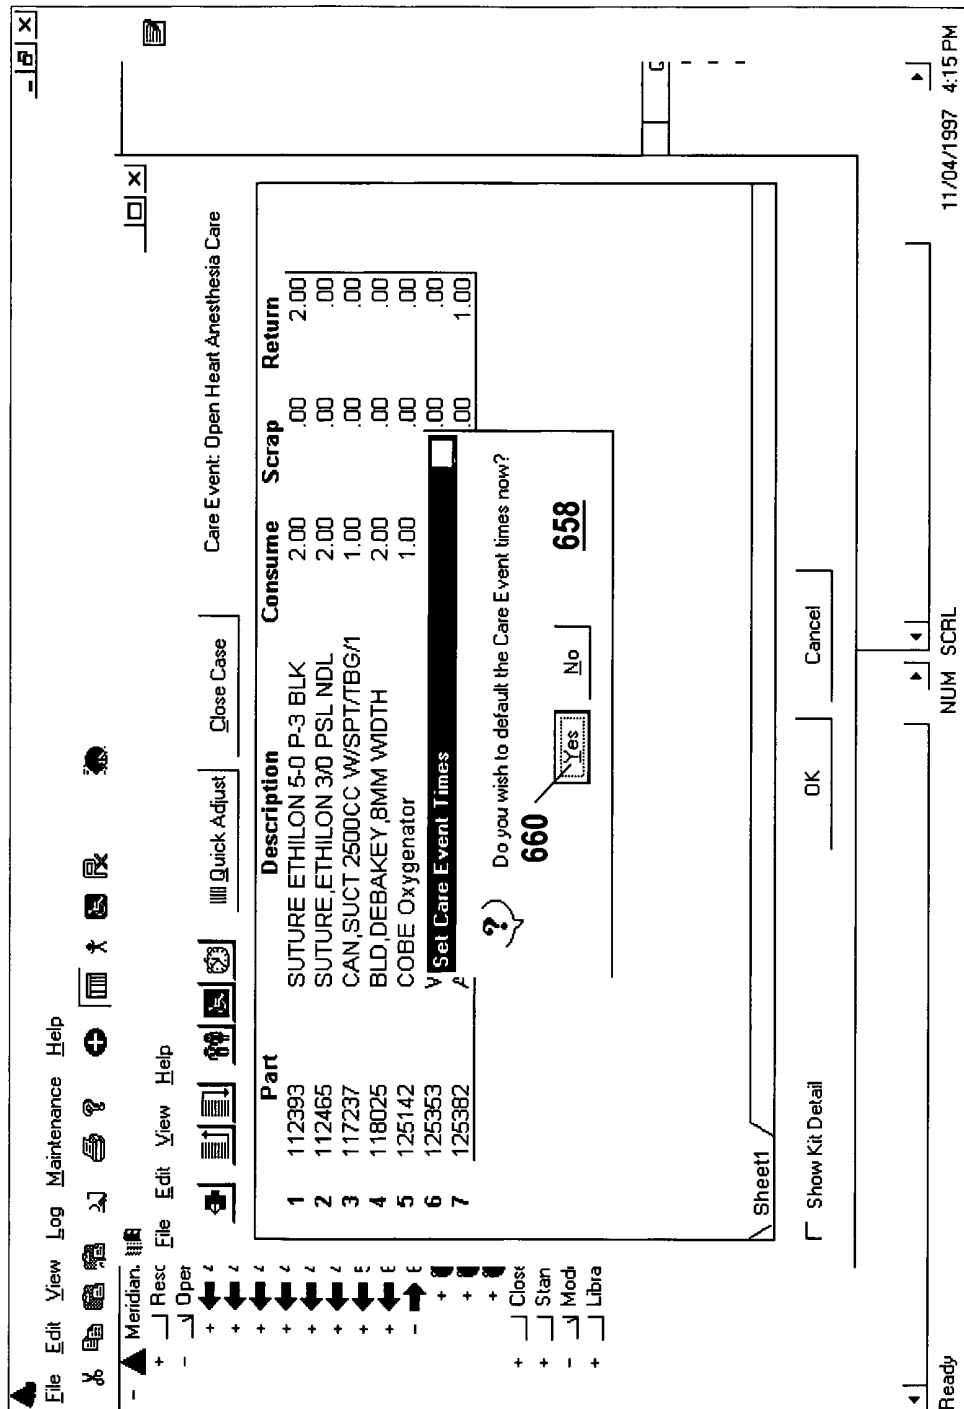 File Edit View Log Maintenance Help
Meridian.
Resc
Oper
Close
Stan
Mod
Libra
File Edit View Help
Quick Adjust
Close Case
Care Event: Open Heart Anesthesia Care
Part Description Consume Scrap Return
1 112393 SUTURE ETHILON 5-0 P-3 BLK 2.00 .00 2.00
2 112465 SUTURE,ETHILON 3/0 PSL NDL 2.00 .00 .00
3 117237 CAN,SUCT 2500CC W/SPT/TBG/1 1.00 .00 .00
4 118025 BLD,DEBAKEY,8MM WIDTH 2.00 .00 .00
5 125142 COBE Oxygenator 1.00 .00 .00
6 125353 .00 .00
7 125382 .00 1.00
Set Care Event Times
Do you wish to default the Care Event times now?
660
Yes
No
658
Sheet1
Show Kit Detail
OK
Cancel
Ready
NUM SCRL
11/04/1997 4:15 PM